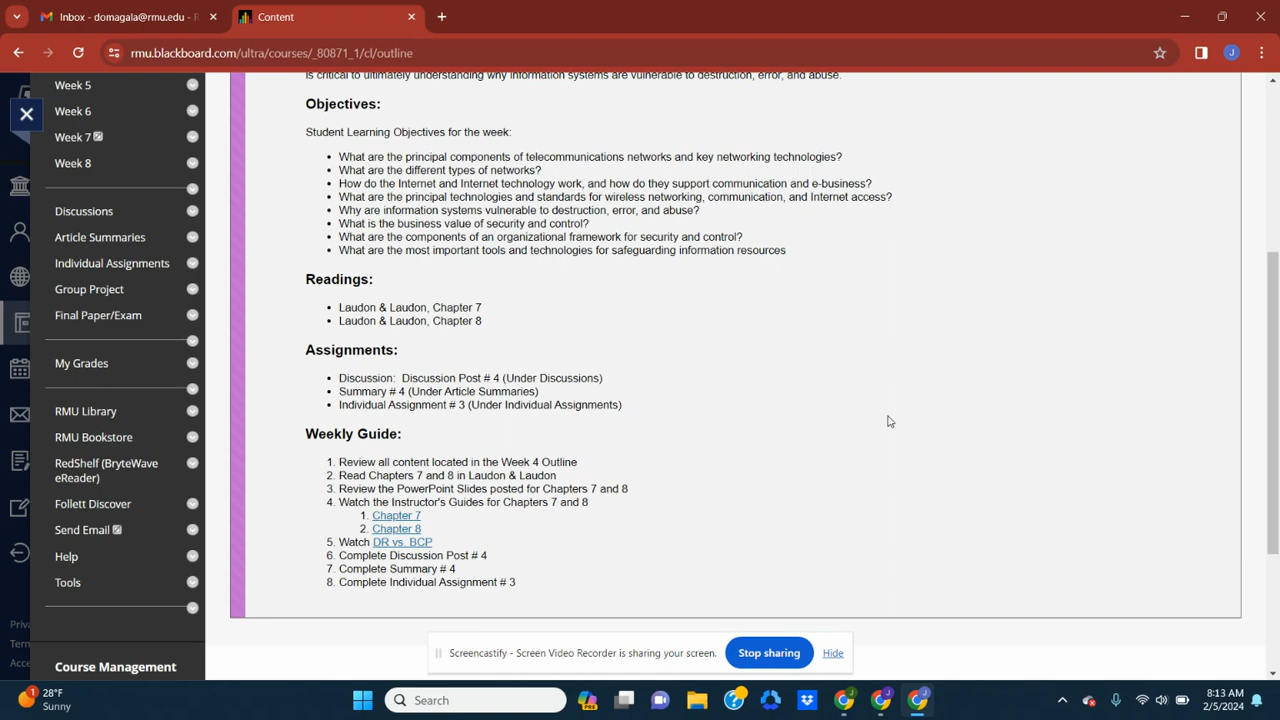 Inbox - domagala@rmu.edu - R
Content
rmu.blackboard.com/ultra/courses/_80871_1/cl/outline
J
Week 5
Week 6
Week 7
Week 8
Discussions
Article Summaries
Individual Assignments
Group Project
Final Paper/Exam
My Grades
RMU Library
RMU Bookstore
RedShelf (BryteWave
eReader)
Follett Discover
Send Email
Help
Tools
Course Management
Priva
Term
Acce
is critical to ultimately understanding why information systems are vulnerable to destruction, error, and abuse.
Objectives:
Student Learning Objectives for the week:
• What are the principal components of telecommunications networks and key networking technologies?
• What are the different types of networks?
• How do the Internet and Internet technology work, and how do they support communication and e-business?
• What are the principal technologies and standards for wireless networking, communication, and Internet access?
• Why are information systems vulnerable to destruction, error, and abuse?
• What is the business value of security and control?
• What are the components of an organizational framework for security and control?
• What are the most important tools and technologies for safeguarding information resources
Readings:
• Laudon & Laudon, Chapter 7
• Laudon & Laudon, Chapter 8
Assignments:
• Discussion: Discussion Post # 4 (Under Discussions)
• Summary # 4 (Under Article Summaries)
• Individual Assignment # 3 (Under Individual Assignments)
Weekly Guide:
1. Review all content located in the Week 4 Outline
2. Read Chapters 7 and 8 in Laudon & Laudon
3. Review the PowerPoint Slides posted for Chapters 7 and 8
4. Watch the Instructor's Guides for Chapters 7 and 8
1. Chapter 7
2. Chapter 8
5. Watch DR vs. BCP
6. Complete Discussion Post # 4
7. Complete Summary # 4
8. Complete Individual Assignment # 3
Screencastify - Screen Video Recorder is sharing your screen.
Stop sharing
Hide
1
28°F
Sunny
Search
PRE
8:13 AM
2/5/2024